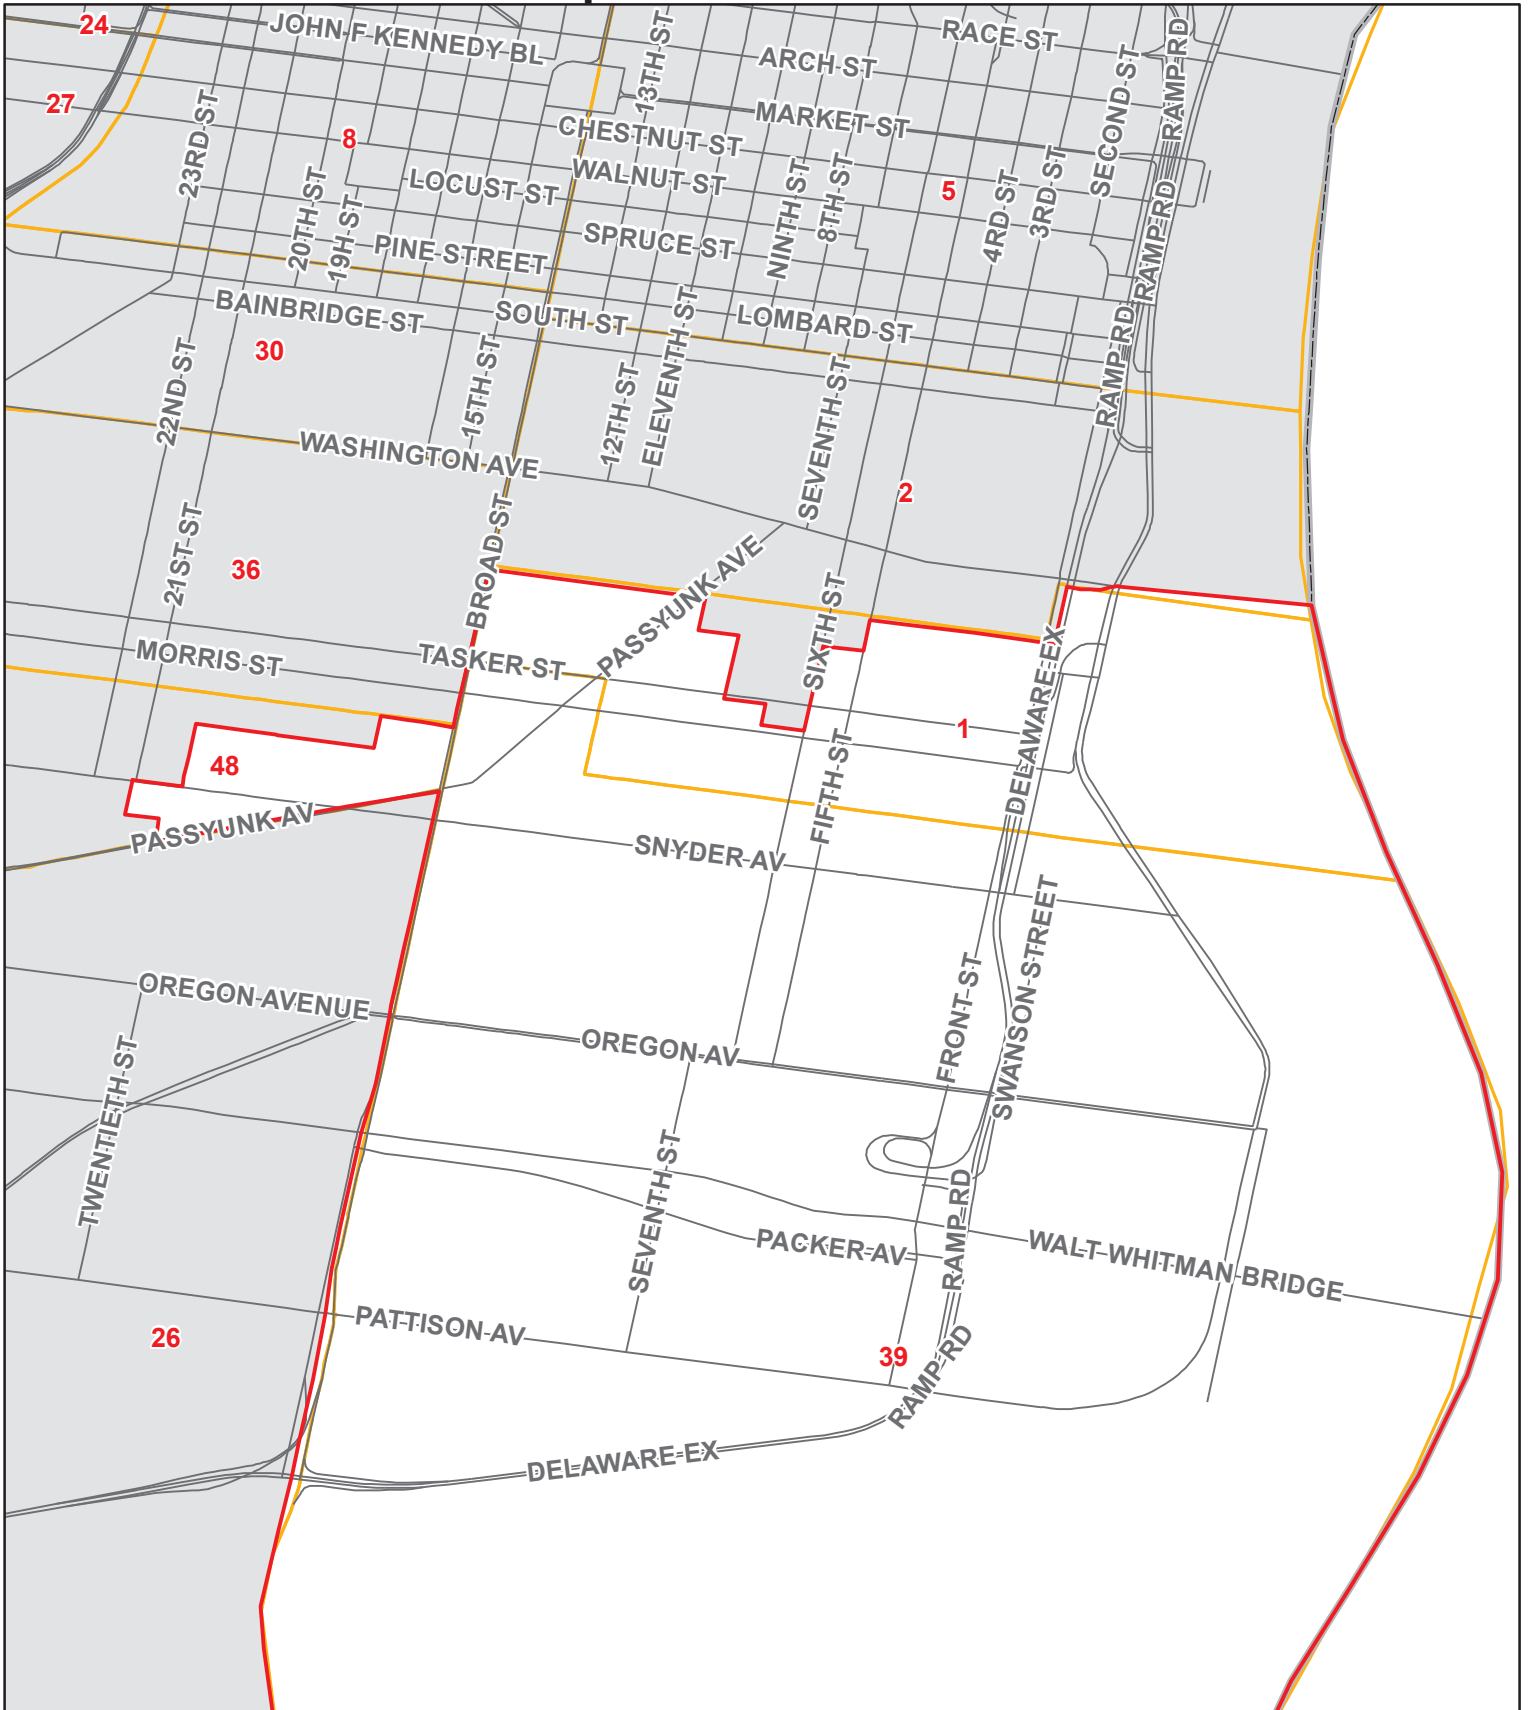 24
JOHN F KENNEDY BL
13TH ST
RACE ST
ARCH ST
SECOND ST
RAMP RD
27
23RD ST
8
MARKET ST
CHESTNUT ST
WALNUT ST
LOCUST ST
NINTH ST
8TH ST
5
4RD ST
3RD ST
RAMP RD
20TH ST
19H ST
PINE STREET
SPRUCE ST
BAINBRIDGE ST
SOUTH ST
LOMBARD ST
RAMP RD
30
22ND ST
15TH ST
12TH ST
ELEVENTH ST
SEVENTH ST
WASHINGTON AVE
2
21ST ST
BROAD ST
36
PASSYUNK AVE
SIXTH ST
MORRIS ST
TASKER ST
DELAWARE EX
1
48
FIFTH ST
PASSYUNK AV
SNYDER AV
SWANSON STREET
FRONT ST
OREGON AVENUE
OREGON AV
TWENTIETH ST
SEVENTH ST
RAMP RD
PACKER AV
WALT WHITMAN BRIDGE
PATTISON AV
26
39
RAMP RD
DELAWARE EX